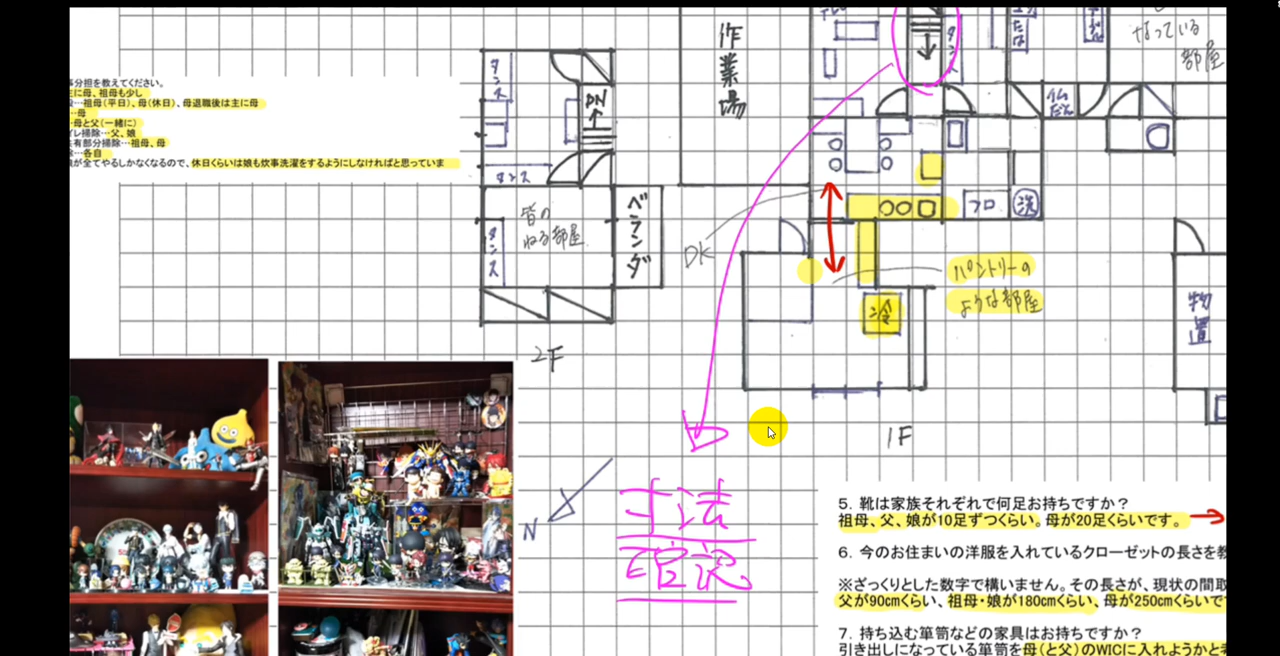 事分担を教えてください。
主に母、祖母も少し
…祖母(平日)、母(休日)、母退職後は主に母
…母
…母と父(一緒に)
イレ掃除…父、娘
共有部分掃除…祖母、母
…各自
が全てやるしかなくなるので、休日くらいは娘も炊事洗濯をするようにしなければと思っていま
タンス
DN
タンス
皆の
ねる部屋
タンス
ベランダ
2F
作業場
タンス
なっている
部屋
仏だん
フロ
洗
DK
パントリーの
ような部屋
冷
物置
1F
N
寸法
確認
5. 靴は家族それぞれで何足お持ちですか?
祖母、父、娘が10足ずつくらい。母が20足くらいです。
6. 今のお住まいの洋服を入れているクローゼットの長さを教
※ざっくりとした数字で構いません。その長さが、現状の間取
父が90cmくらい、祖母・娘が180cmくらい、母が250cmくらいで
7. 持ち込む箪笥などの家具はお持ちですか?
引き出しになっている箪笥を母(と父)のWICに入れようかと考